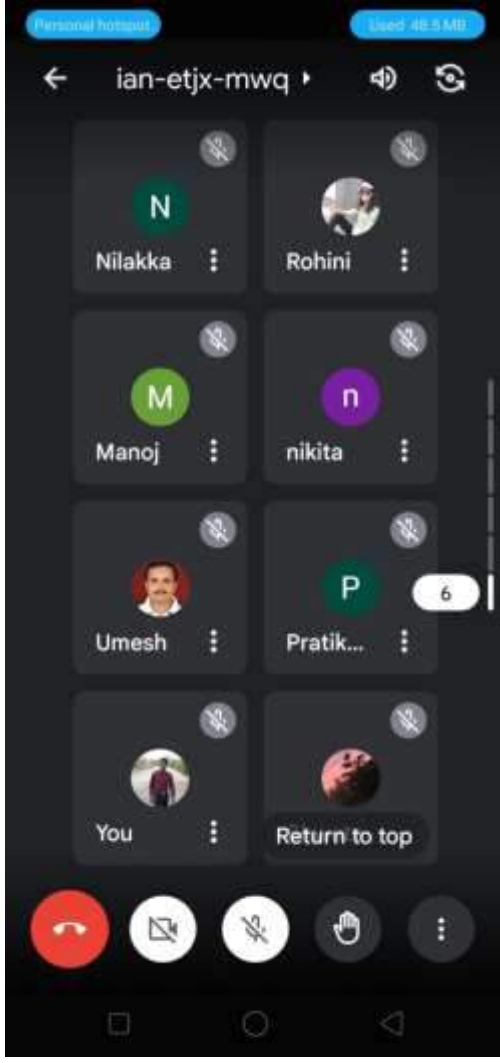 Personal hotspot Used 48.5 MB
ian-etjx-mwq
N
Nilakka
Rohini
M
Manoj
n
nikita
Umesh
P
Pratik...
6
You
Return to top